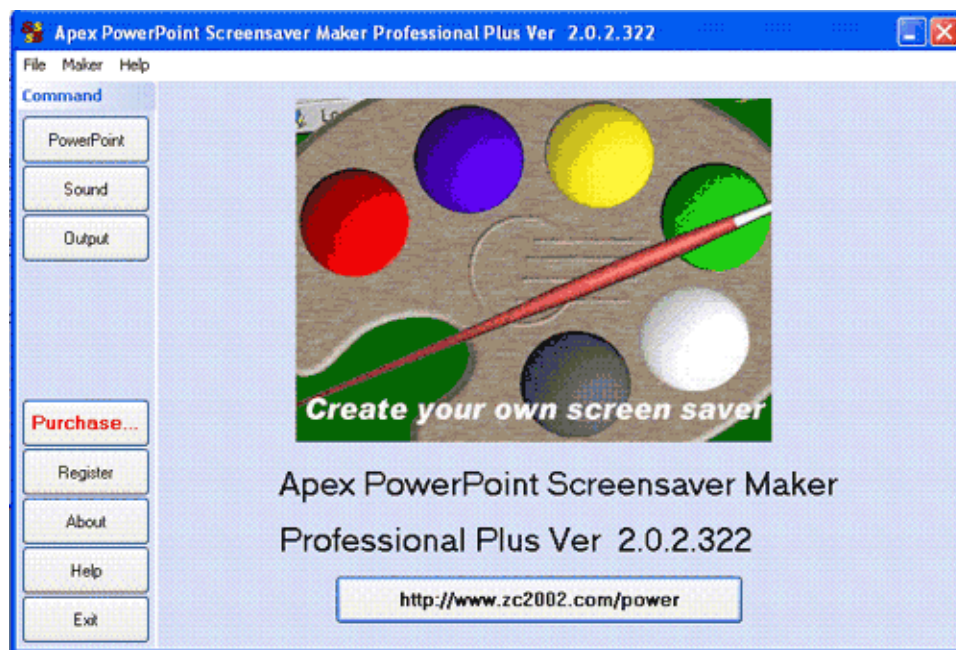 Apex PowerPoint Screensaver Maker Professional Plus Ver 2.0.2.322
File Maker Help
Command
PowerPoint
Sound
Output
Purchase...
Register
About
Help
Exit
Create your own screen saver
Apex PowerPoint Screensaver Maker
Professional Plus Ver 2.0.2.322
http://www.zc2002.com/power